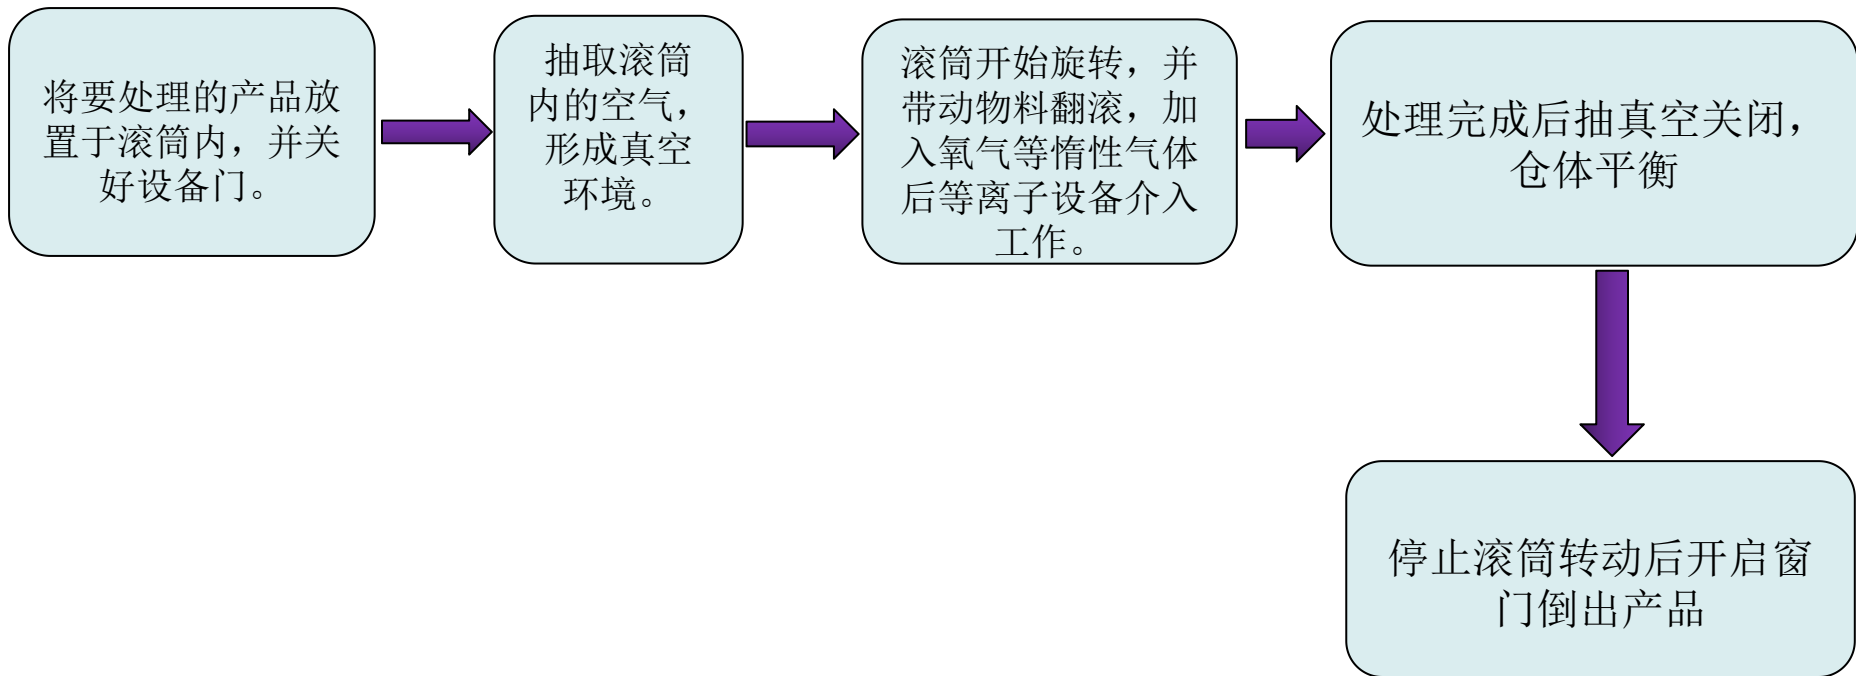 将要处理的产品放
置于滚筒内，并关
好设备门。
抽取滚筒
内的空气，
形成真空
环境。
滚筒开始旋转，并
带动物料翻滚，加
入氧气等惰性气体
后等离子设备介入
工作。
处理完成后抽真空关闭，
仓体平衡
停止滚筒转动后开启窗
门倒出产品